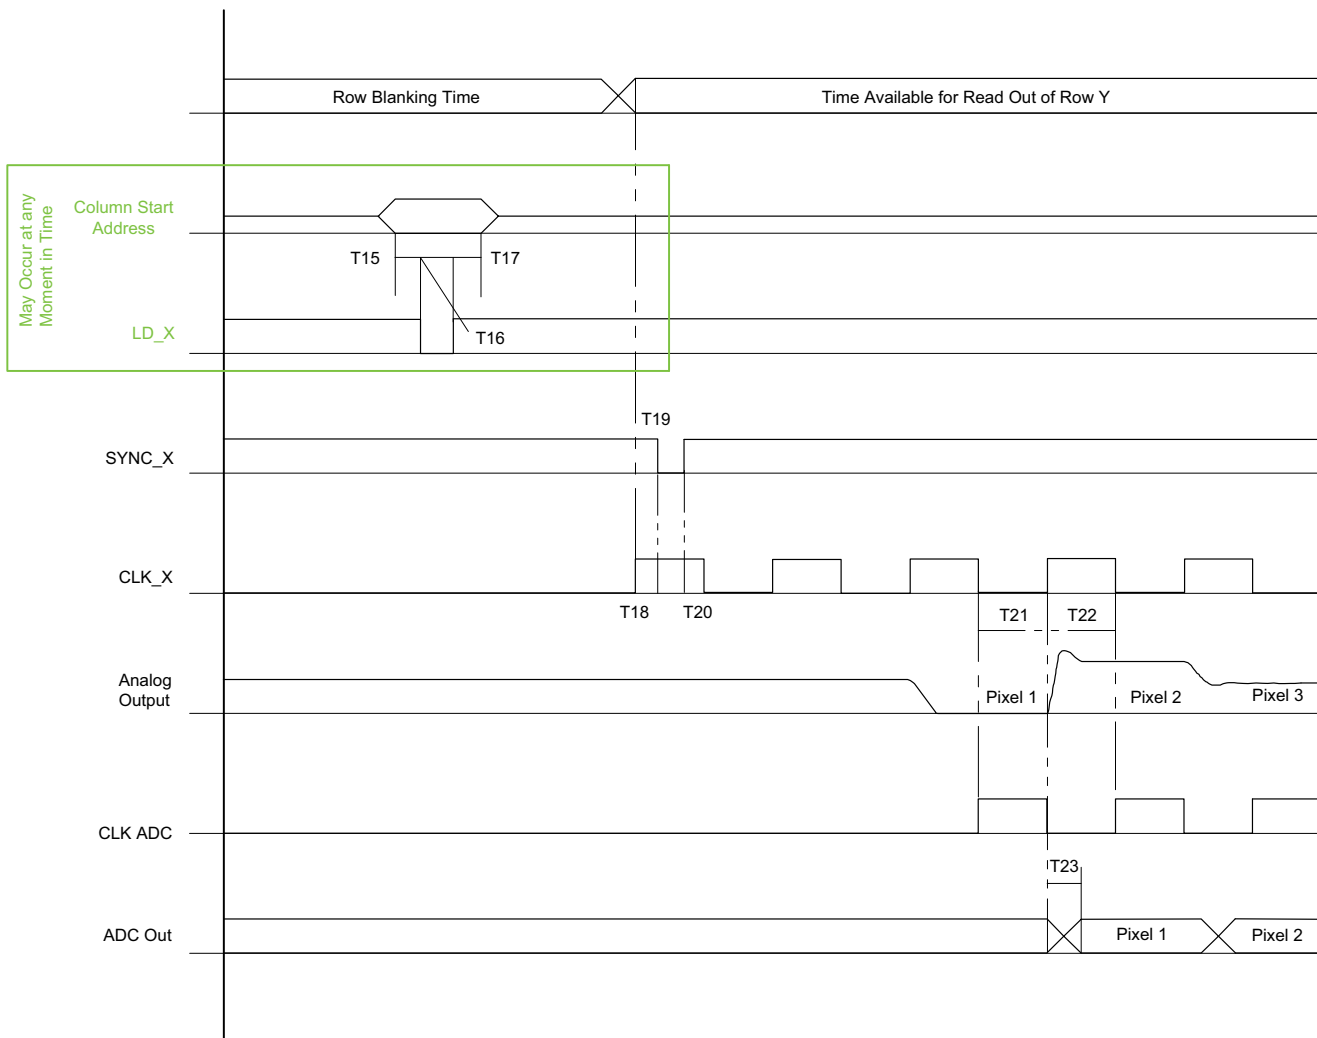 Row Blanking Time
Time Available for Read Out of Row Y
May Occur at any
Moment in Time
Column Start
Address
T15
T17
LD_X
T16
T19
SYNC_X
CLK_X
T18
T20
T21
T22
Analog
Output
Pixel 1
Pixel 2
Pixel 3
CLK ADC
T23
ADC Out
Pixel 1
Pixel 2